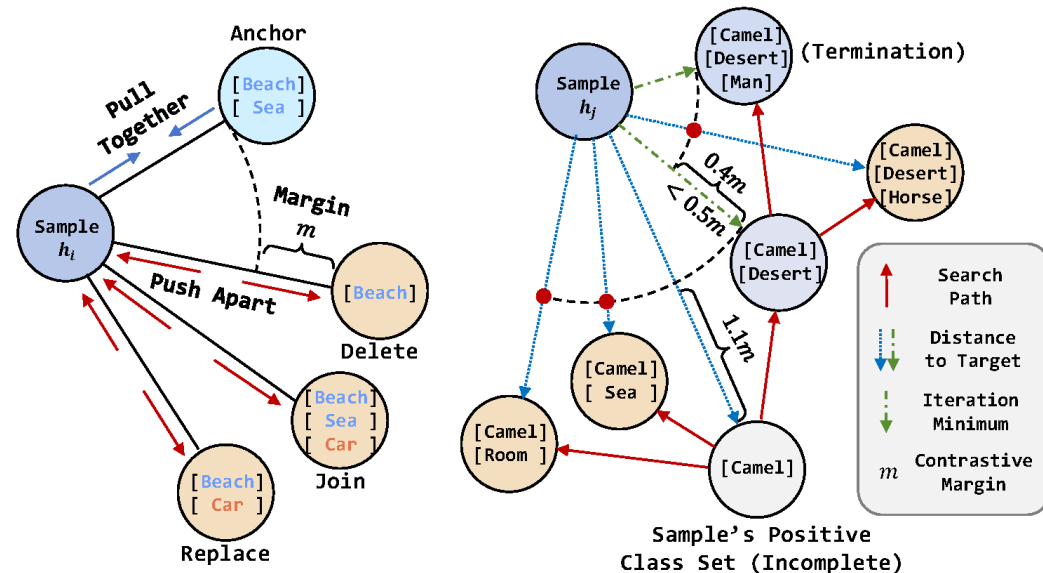 Anchor
[Beach]
[ Sea ]
Pull
Together
Sample
h_i
Margin
m
Push Apart
[Beach]
Delete
[Beach]
[ Sea ]
[ Car ]
Join
[Beach]
[ Car ]
Replace
Sample
h_j
[Camel]
[Desert]
[Man]
(Termination)
0.4m
< 0.5m
[Camel]
[Desert]
[Horse]
[Camel]
[Desert]
1.1m
[Camel]
[ Sea ]
[Camel]
[Room ]
[Camel]
Sample's Positive
Class Set (Incomplete)
Search
Path
Distance
to Target
Iteration
Minimum
m Contrastive
Margin